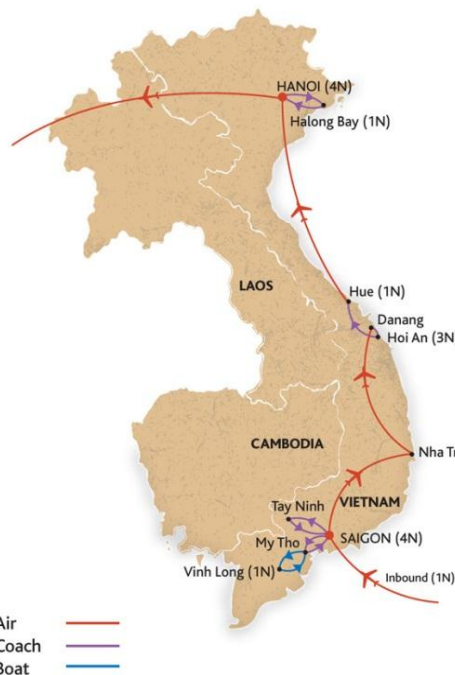 HANOI (4N)
Halong Bay (1N)
LAOS
Hue (1N)
Danang
Hoi An (3N
CAMBODIA
Nha Tr
Tay Ninh
VIETNAM
My Tho
SAIGON (4N)
Vinh Long (1N)
Inbound (1N)
Air
Coach
Boat